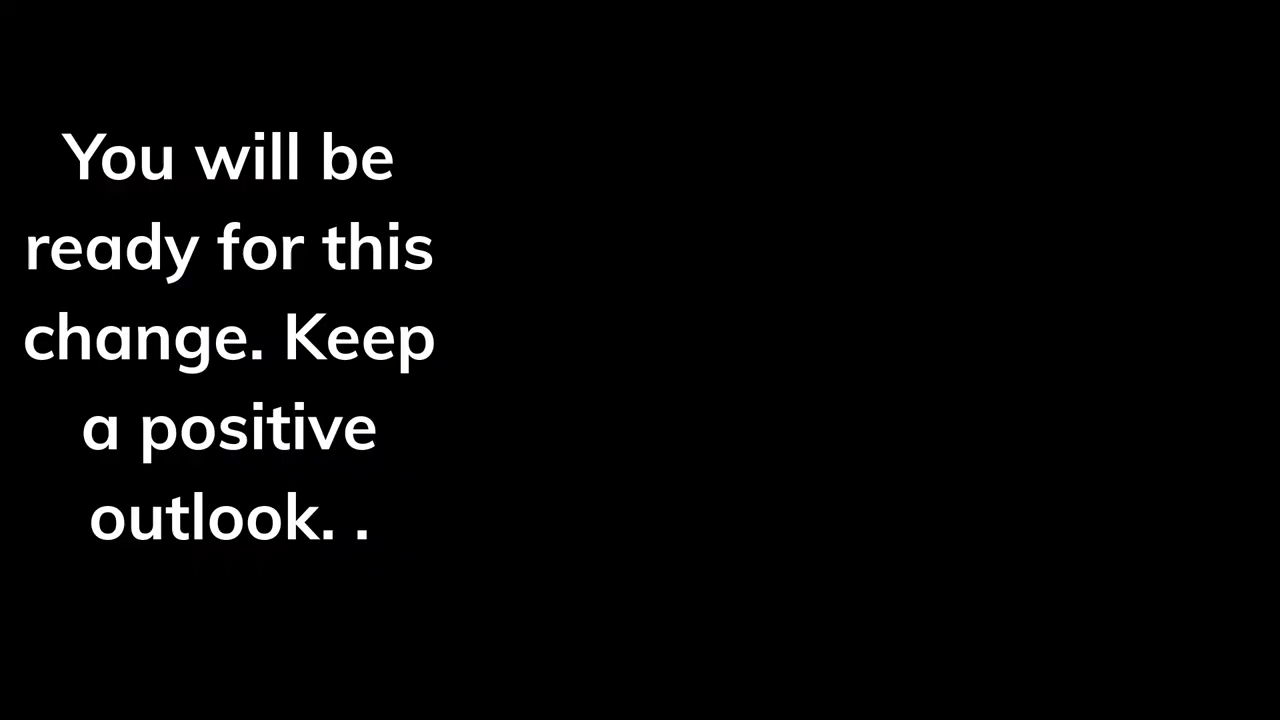 You will be
ready for this
change. Keep
a positive
outlook. .